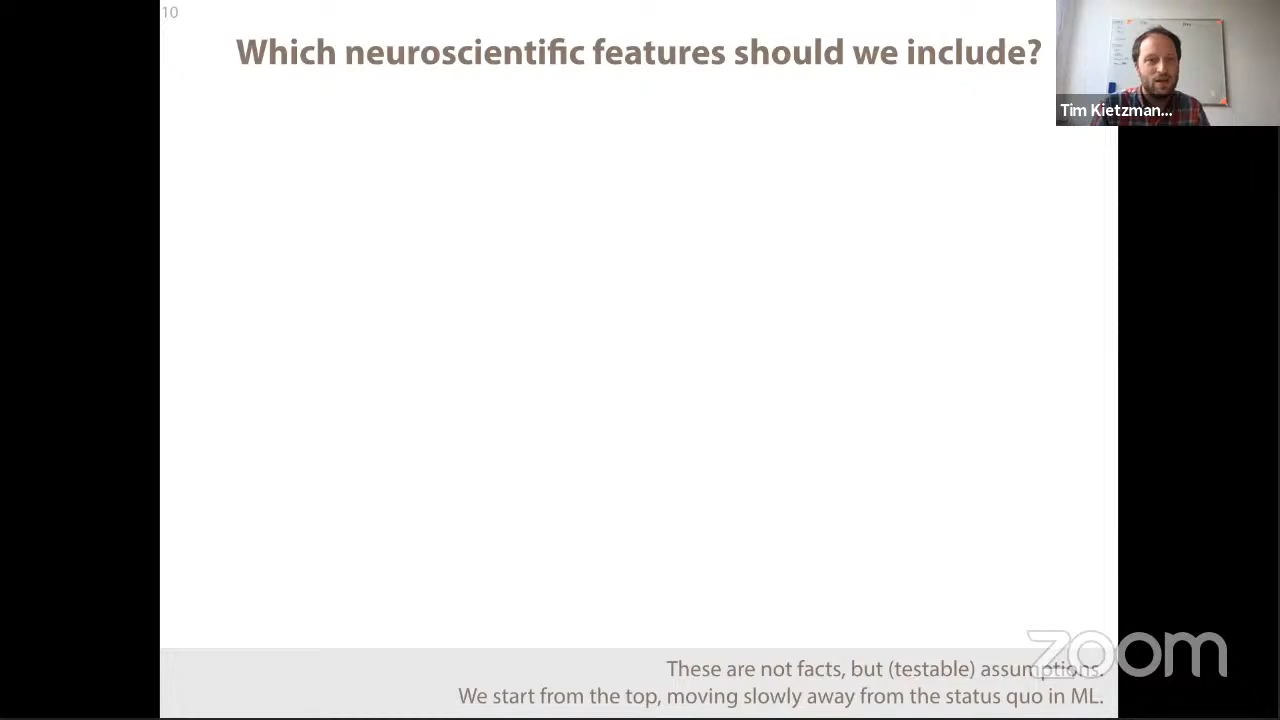 10
Which neuroscientific features should we include?
Tim Kietzman...
These are not facts, but (testable) assumptions.
We start from the top, moving slowly away from the status quo in ML.
zoom